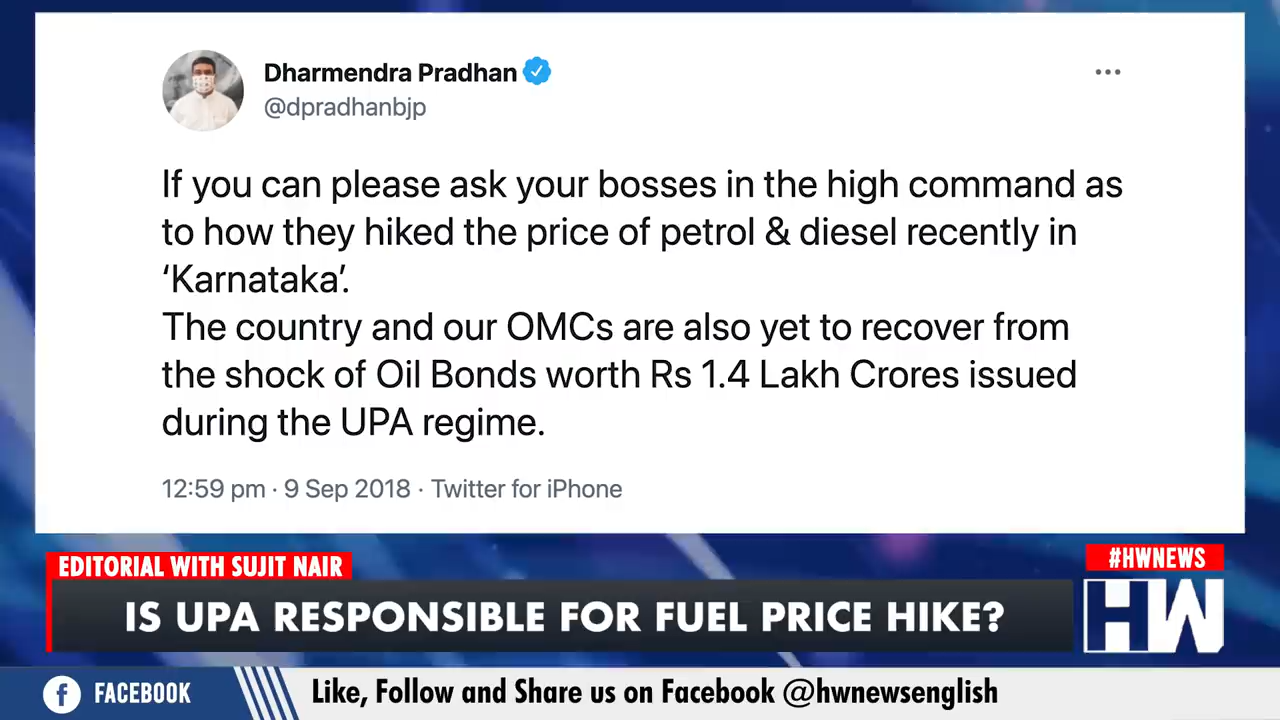 Dharmendra Pradhan
@dpradhanbjp
If you can please ask your bosses in the high command as
to how they hiked the price of petrol & diesel recently in
‘Karnataka’.
The country and our OMCs are also yet to recover from
the shock of Oil Bonds worth Rs 1.4 Lakh Crores issued
during the UPA regime.
12:59 pm · 9 Sep 2018 · Twitter for iPhone
EDITORIAL WITH SUJIT NAIR
#HWNEWS
IS UPA RESPONSIBLE FOR FUEL PRICE HIKE?
HW
f FACEBOOK
Like, Follow and Share us on Facebook @hwnewsenglish